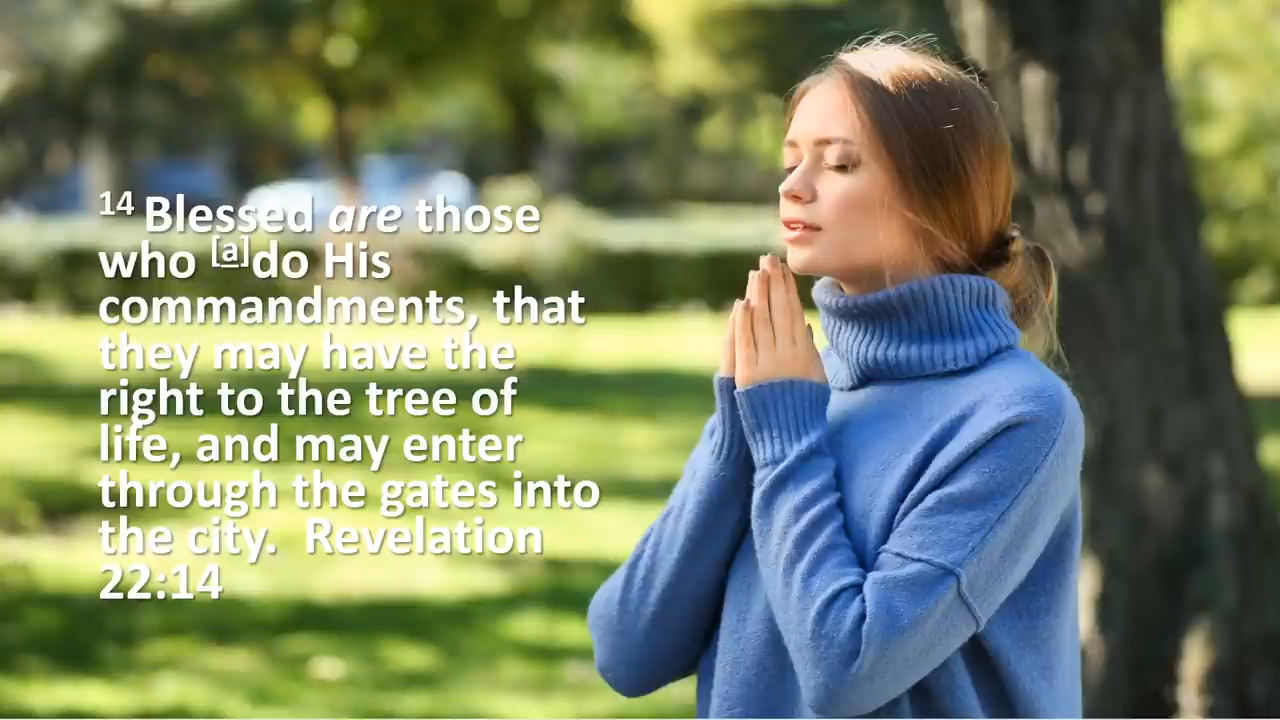 14 Blessed are those
who [a]do His
commandments, that
they may have the
right to the tree of
life, and may enter
through the gates into
the city.  Revelation
22:14